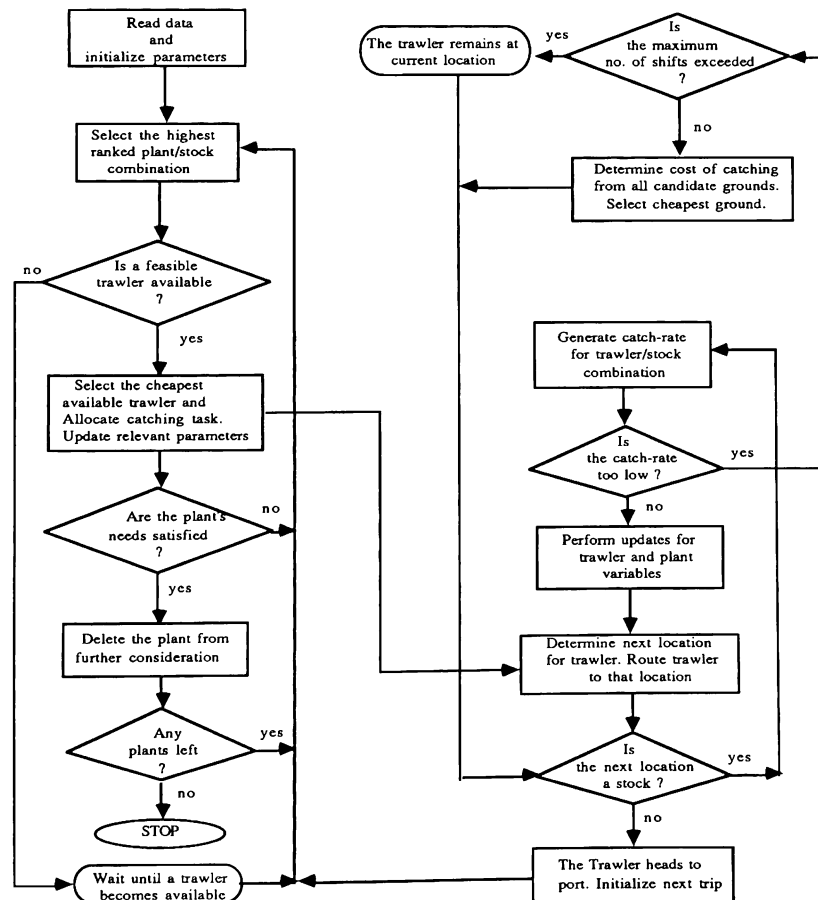 Read data
and
initialize parameters
Select the highest
ranked plant/stock
combination
no
Is a feasible
trawler available
?
yes
Select the cheapest
available trawler and
Allocate catching task.
Update relevant parameters
Are the plant's
needs satisfied
?
no
yes
Delete the plant from
further consideration
Any
plants left
?
yes
no
STOP
Wait until a trawler
becomes available
The trawler remains at
current location
yes
Is
the maximum
no. of shifts exceeded
?
no
Determine cost of catching
from all candidate grounds.
Select cheapest ground.
Generate catch-rate
for trawler/stock
combination
Is
the catch-rate
too low ?
yes
no
Perform updates for
trawler and plant
variables
Determine next location
for trawler. Route trawler
to that location
Is
the next location
a stock ?
yes
no
The Trawler heads to
port. Initialize next trip